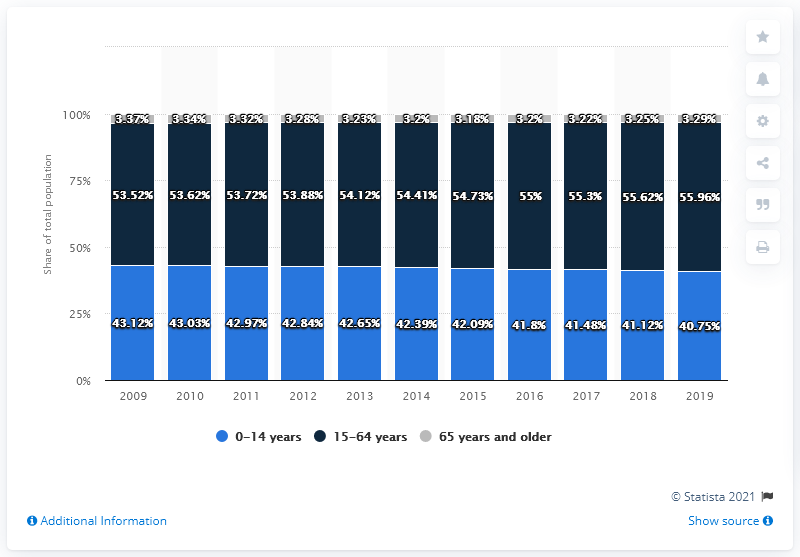 3.37% 3.34% 3.32% 3.28% 3.23% 3.2% 3.18% 3.2% 3.22% 3.25% 3.29%
100%
75%
53.52% 53.62% 53.72% 53.88% 54.12% 54.41% 54.73% 55% 55.3% 55.62% 55.96%
Share of total population
50%
25%
43.12% 43.03% 42.97% 42.84% 42.65% 42.39% 42.09% 41.8% 41.48% 41.12% 40.75%
0%
2009 2010 2011 2012 2013 2014 2015 2016 2017 2018 2019
0-14 years 15-64 years 65 years and older
© Statista 2021
Additional Information Show source